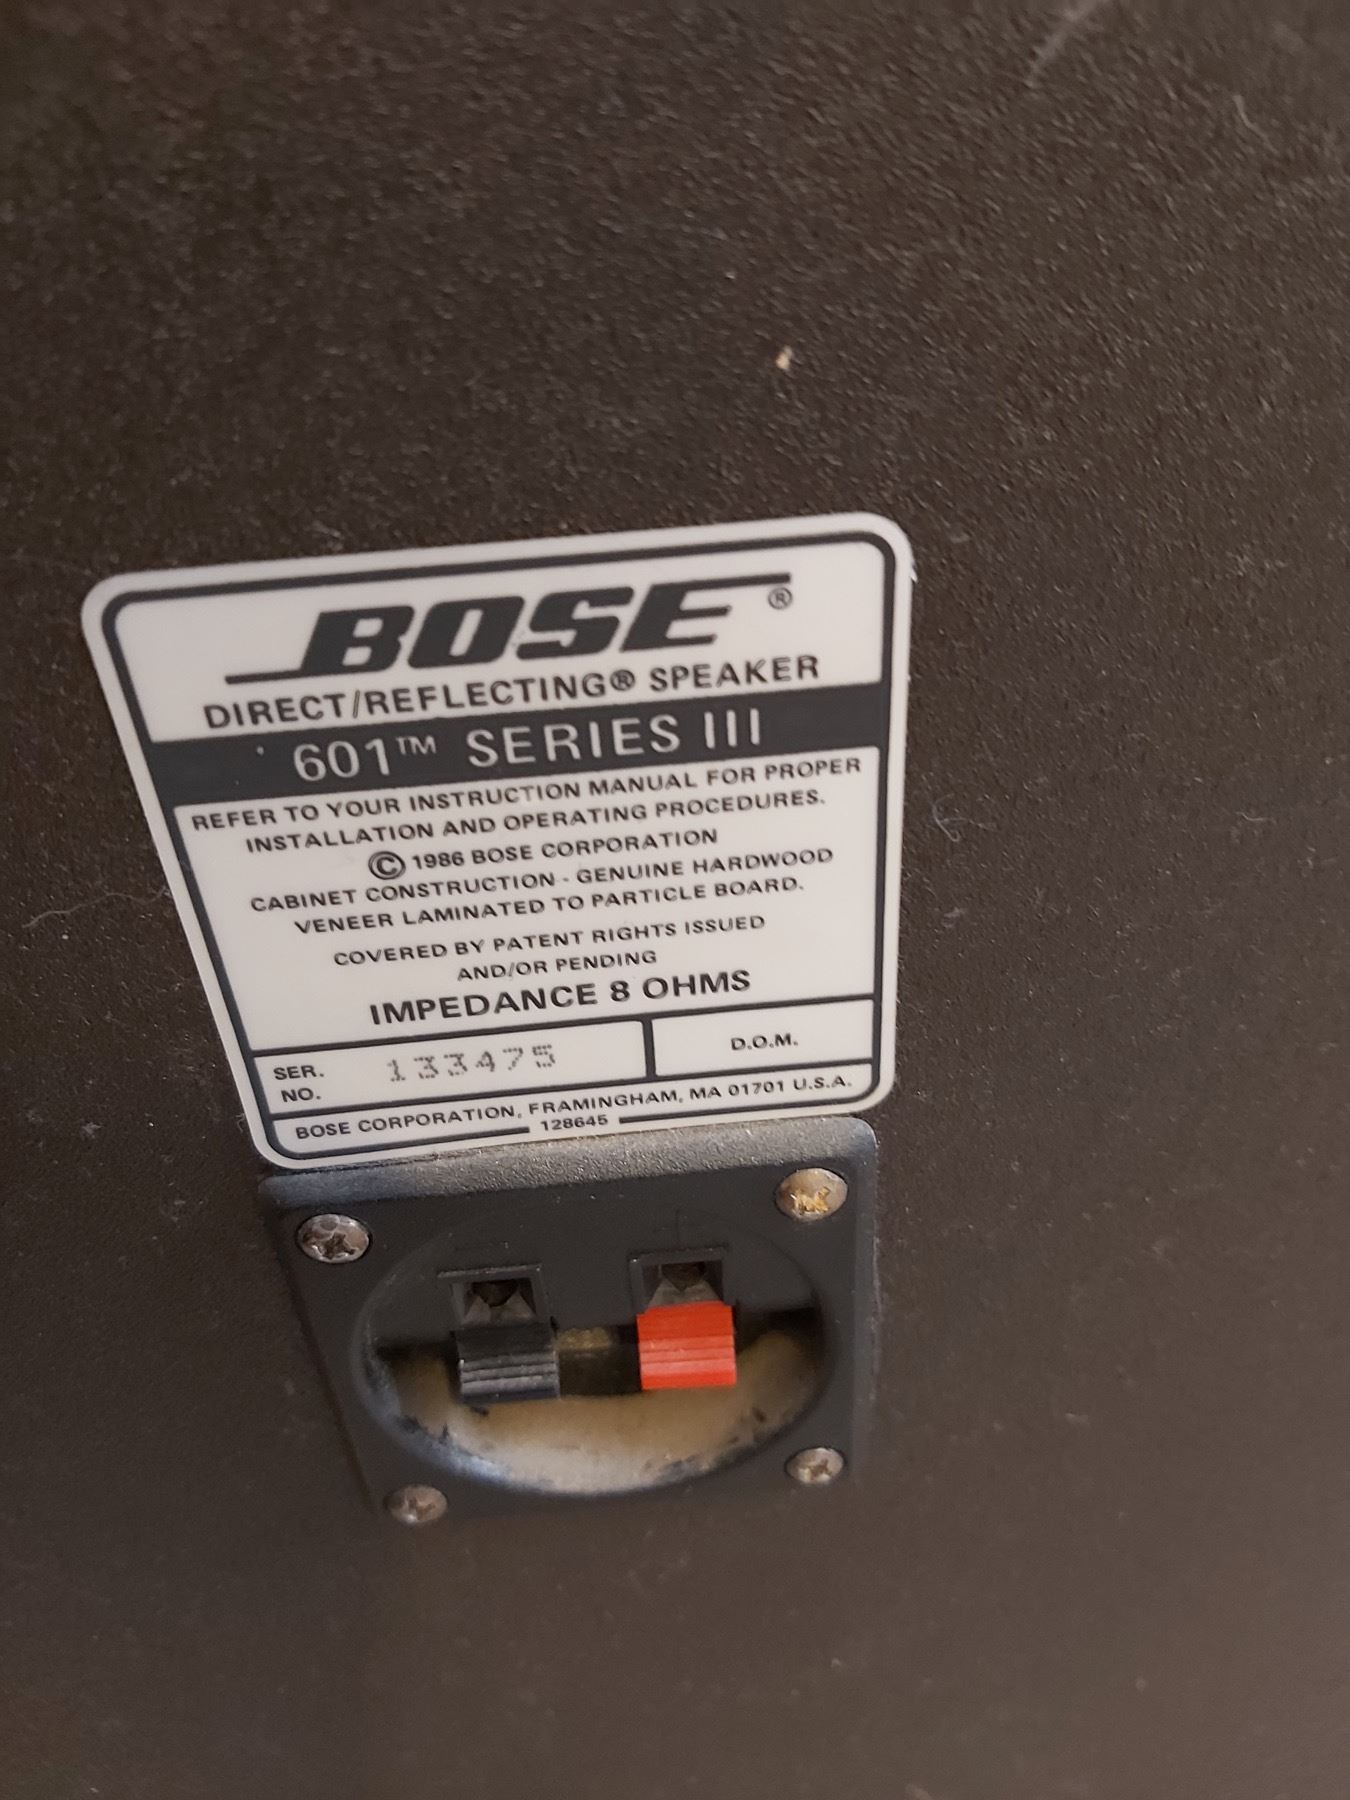 BOSE®
DIRECT/REFLECTING® SPEAKER
601™ SERIES III
REFER TO YOUR INSTRUCTION MANUAL FOR PROPER
INSTALLATION AND OPERATING PROCEDURES.
© 1986 BOSE CORPORATION
CABINET CONSTRUCTION - GENUINE HARDWOOD
VENEER LAMINATED TO PARTICLE BOARD.
COVERED BY PATENT RIGHTS ISSUED
AND/OR PENDING
IMPEDANCE 8 OHMS
SER. NO. 133475
D.O.M.
BOSE CORPORATION, FRAMINGHAM, MA 01701 U.S.A.
128645
- +